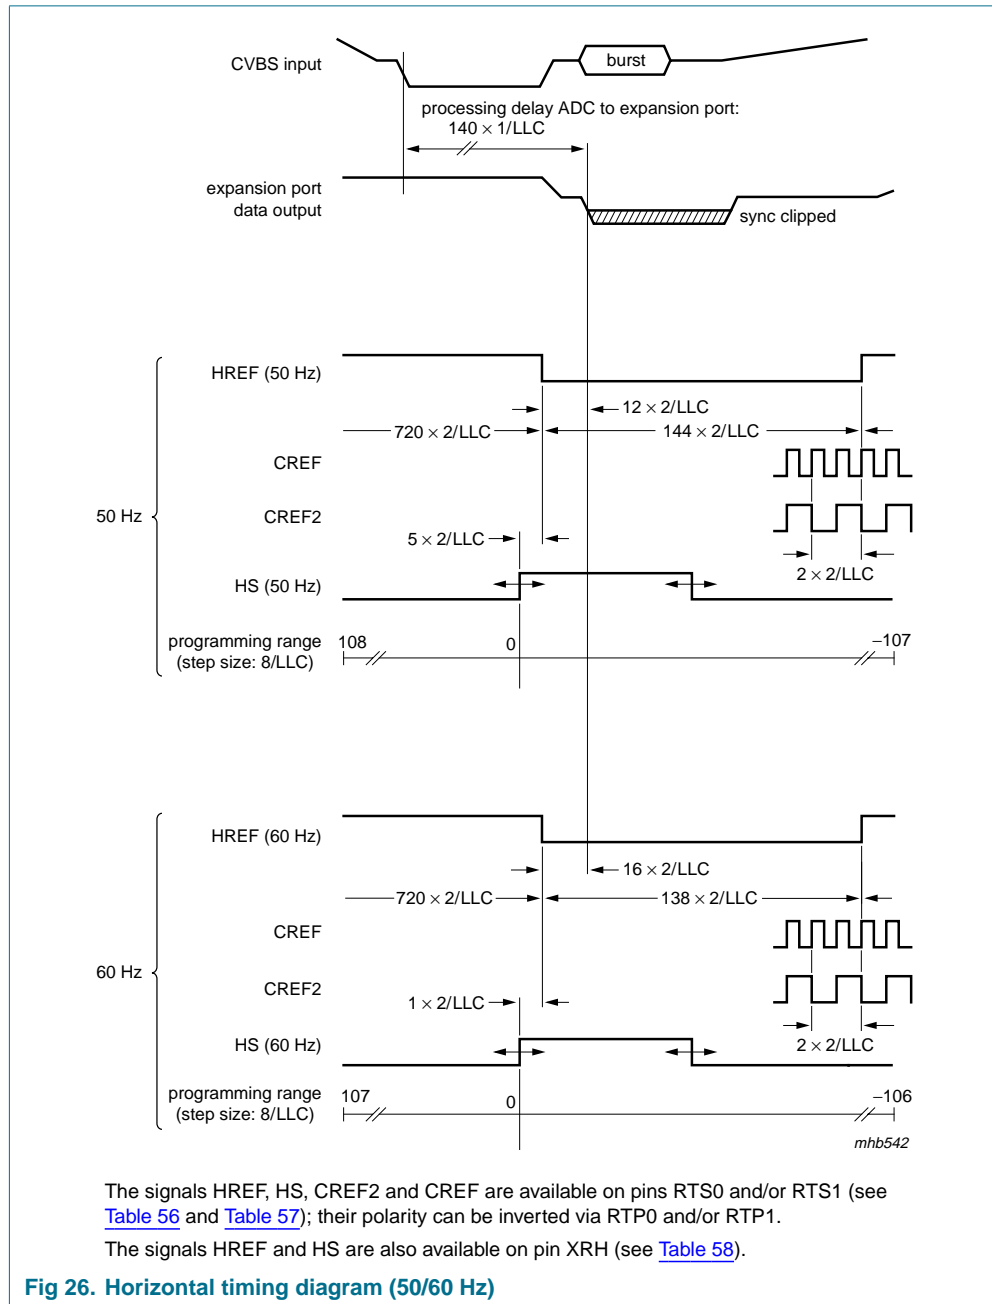 CVBS input
burst
processing delay ADC to expansion port:
140 × 1/LLC
expansion port
data output
sync clipped
HREF (50 Hz)
12 × 2/LLC
720 × 2/LLC
144 × 2/LLC
CREF
50 Hz
CREF2
5 × 2/LLC
2 × 2/LLC
HS (50 Hz)
programming range
(step size: 8/LLC)
108
0
−107
HREF (60 Hz)
16 × 2/LLC
720 × 2/LLC
138 × 2/LLC
CREF
60 Hz
CREF2
1 × 2/LLC
HS (60 Hz)
2 × 2/LLC
programming range
(step size: 8/LLC)
107
0
−106
mhb542
The signals HREF, HS, CREF2 and CREF are available on pins RTS0 and/or RTS1 (see
Table 56 and Table 57); their polarity can be inverted via RTP0 and/or RTP1.
The signals HREF and HS are also available on pin XRH (see Table 58).
Fig 26. Horizontal timing diagram (50/60 Hz)